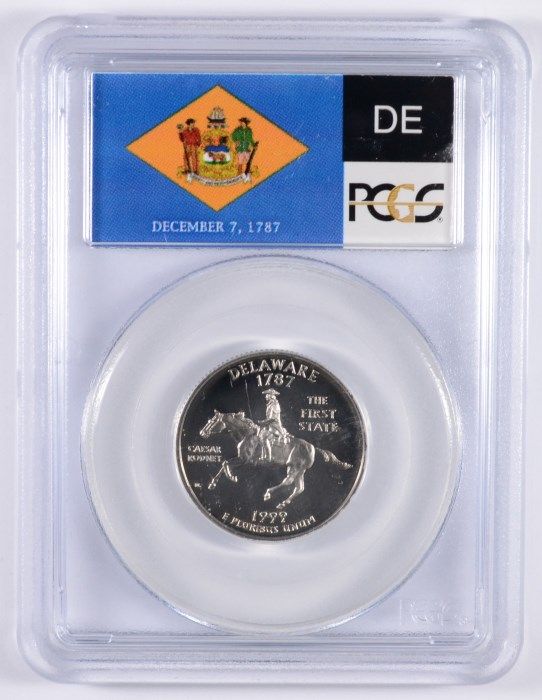 DE
PCGS
DECEMBER 7, 1787
DELAWARE
1787
THE
FIRST
STATE
CAESAR
RODNEY
1999
E PLURIBUS UNUM